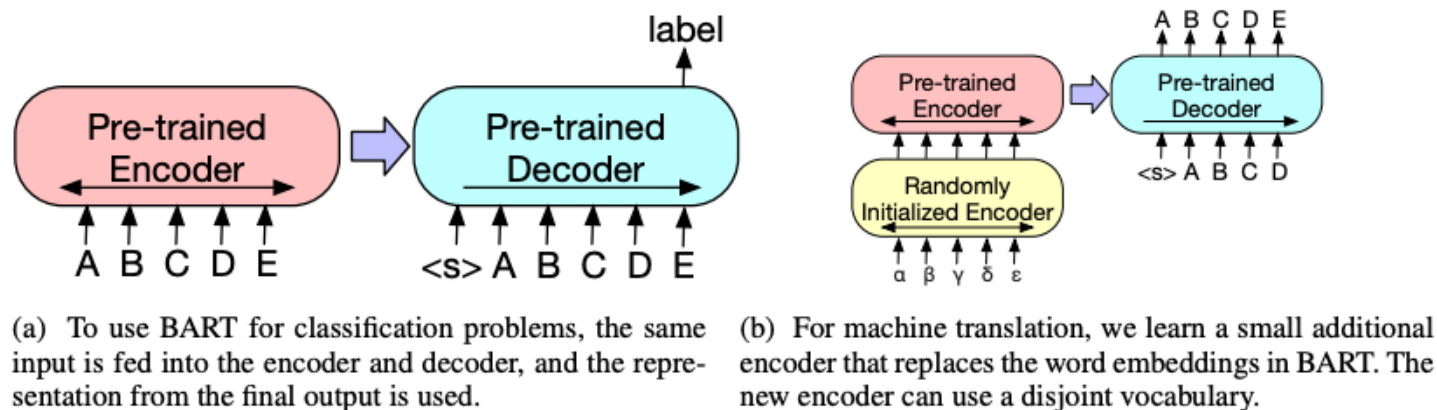 label
Pre-trained
Encoder
Pre-trained
Decoder
A B C D E
<s> A B C D E
(a) To use BART for classification problems, the same
input is fed into the encoder and decoder, and the repre-
sentation from the final output is used.
A B C D E
Pre-trained
Encoder
Pre-trained
Decoder
<s> A B C D
Randomly
Initialized Encoder
α β γ δ ε
(b) For machine translation, we learn a small additional
encoder that replaces the word embeddings in BART. The
new encoder can use a disjoint vocabulary.